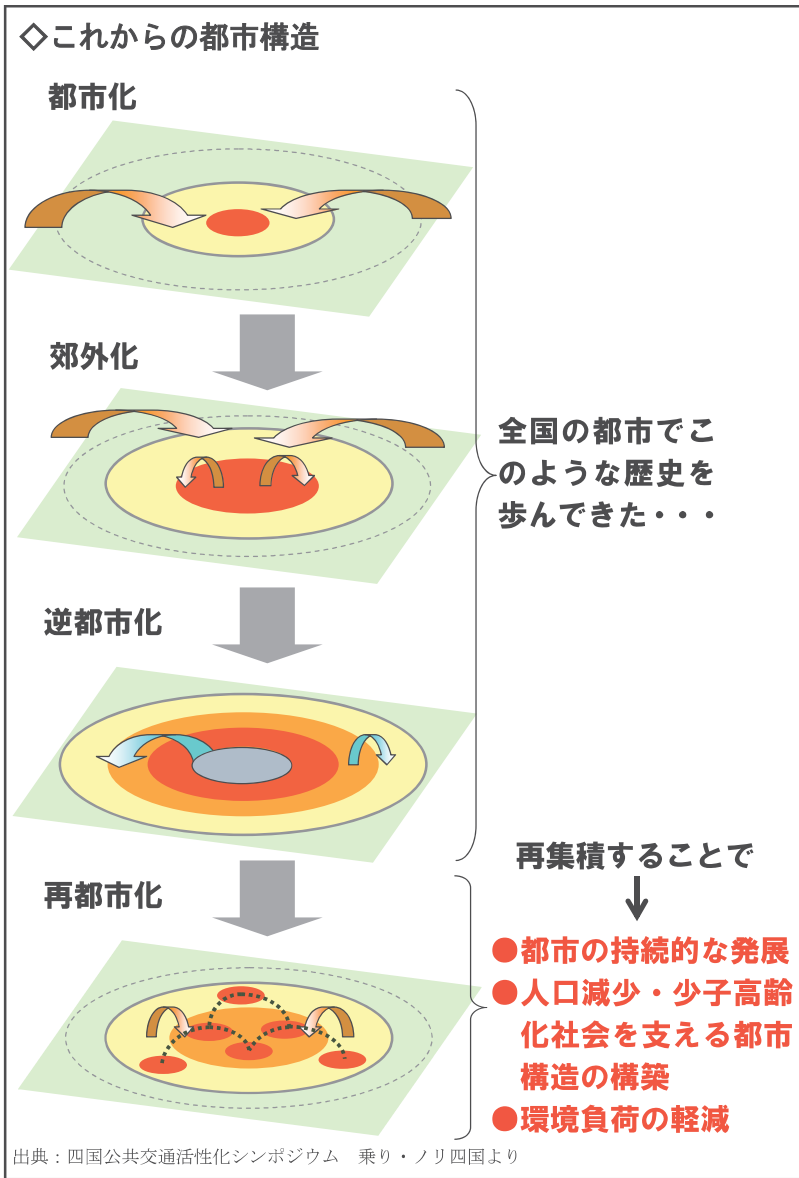 ◇これからの都市構造
都市化
郊外化
全国の都市でこ
のような歴史を
歩んできた・・・
逆都市化
再都市化
再集積することで
●都市の持続的な発展
●人口減少・少子高齢
化社会を支える都市
構造の構築
●環境負荷の軽減
出典：四国公共交通活性化シンポジウム　乗り・ノリ四国より